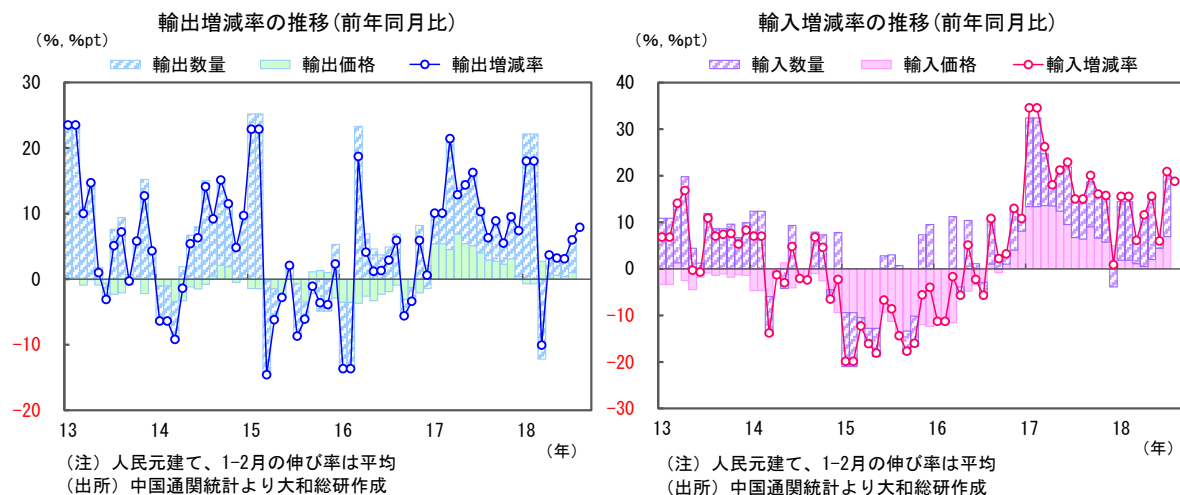 輸出増減率の推移(前年同月比)
(%, %pt)
輸出数量 輸出価格 輸出増減率
30
20
10
0
−10
−20
13 14 15 16 17 18
(年)
(注) 人民元建て、1-2月の伸び率は平均
(出所) 中国通関統計より大和総研作成
輸入増減率の推移(前年同月比)
(%, %pt)
輸入数量 輸入価格 輸入増減率
40
30
20
10
0
−10
−20
−30
13 14 15 16 17 18
(年)
(注) 人民元建て、1-2月の伸び率は平均
(出所) 中国通関統計より大和総研作成